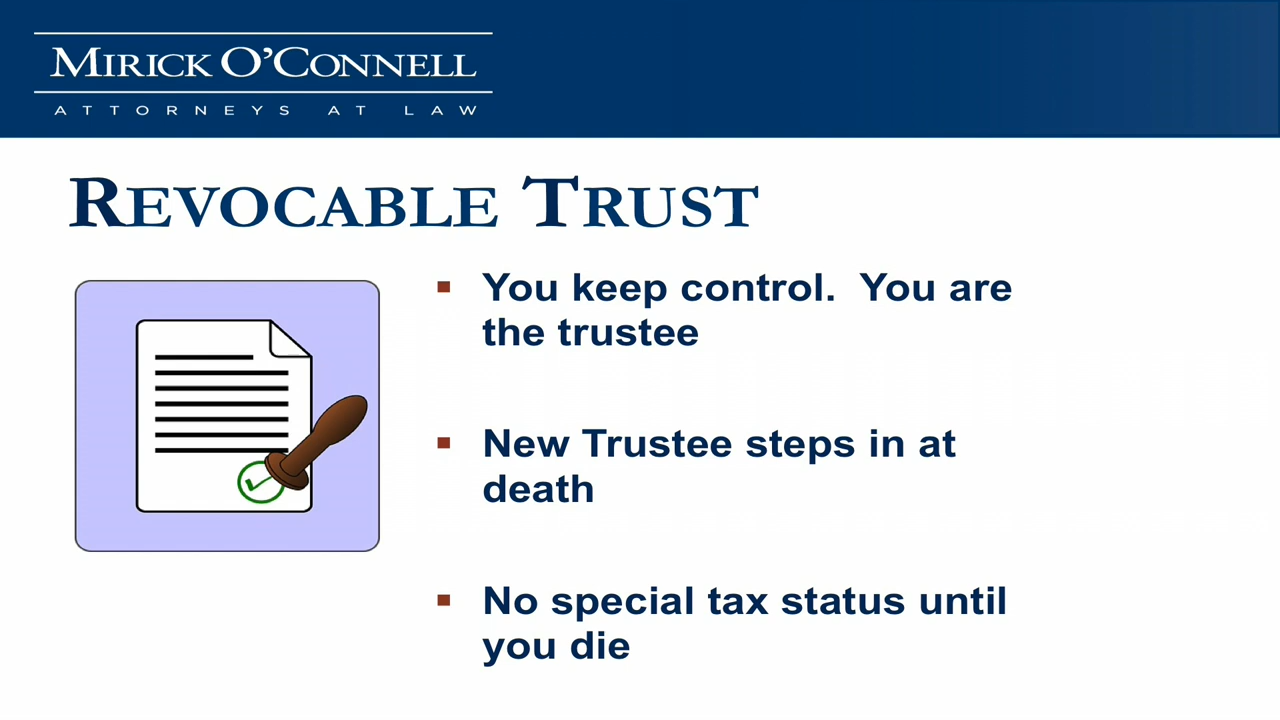 MIRICK O'CONNELL
ATTORNEYS AT LAW
REVOCABLE TRUST
▪ You keep control.  You are
the trustee
▪ New Trustee steps in at
death
▪ No special tax status until
you die